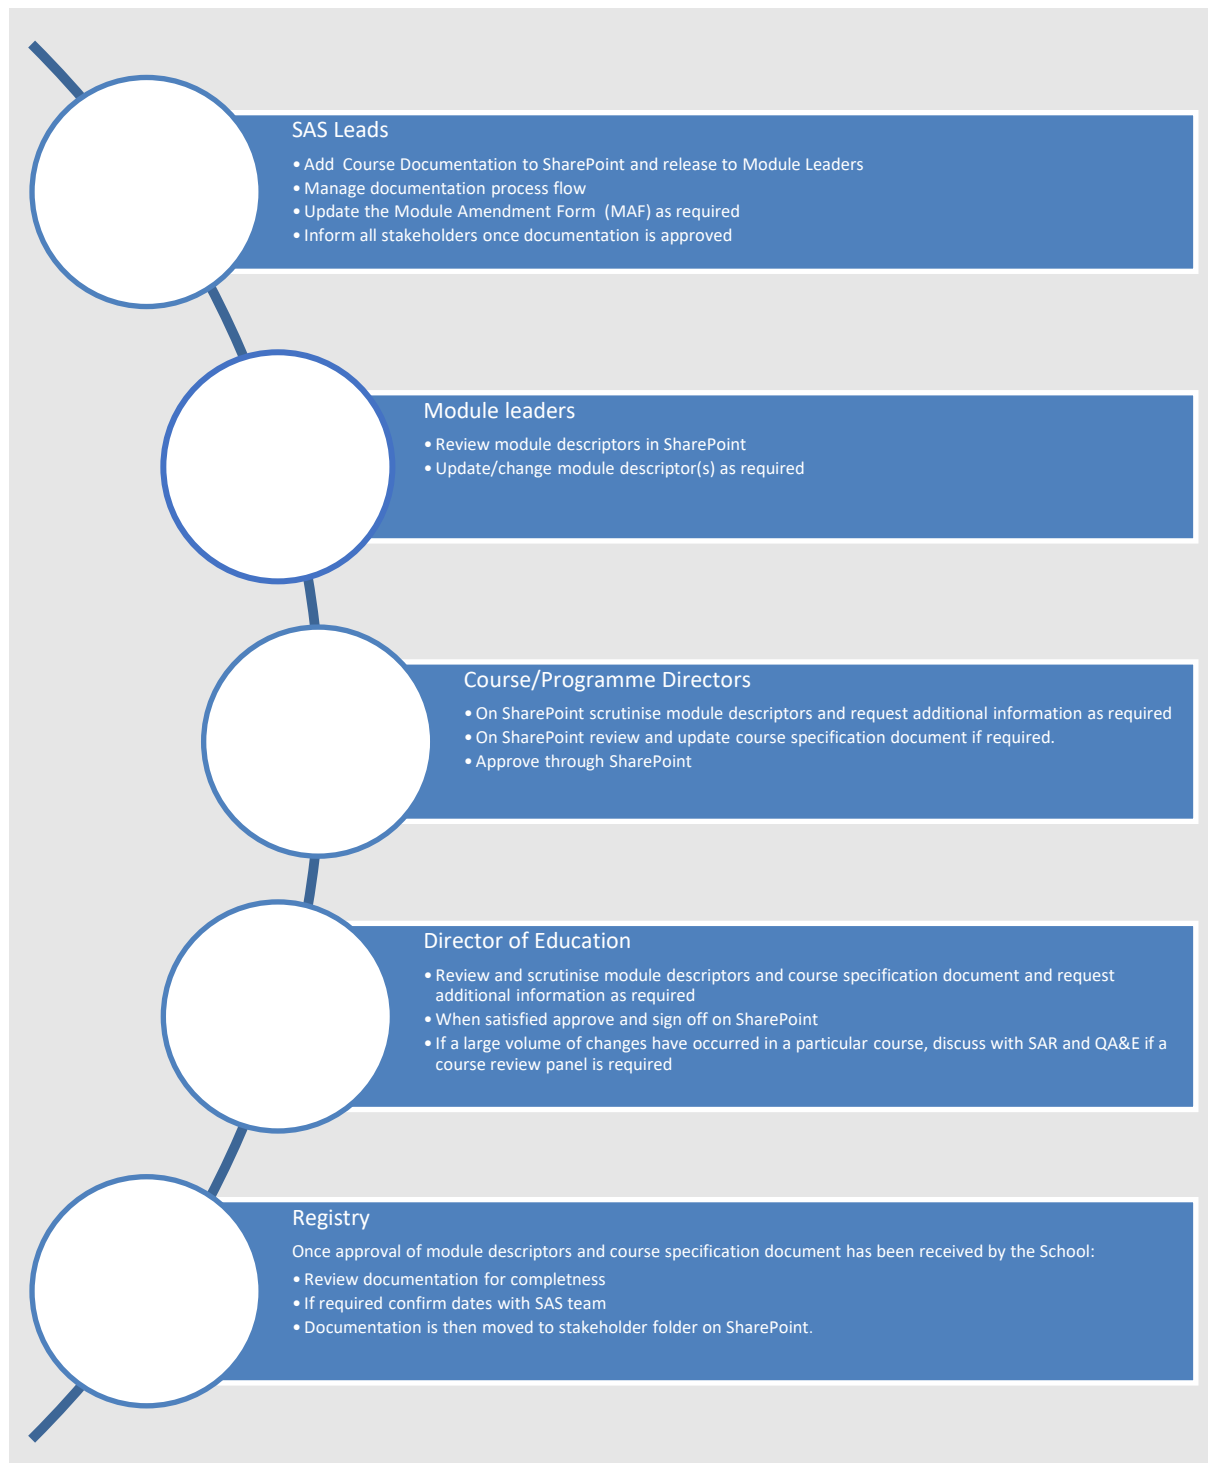 SAS Leads
• Add  Course Documentation to SharePoint and release to Module Leaders
• Manage documentation process flow
• Update the Module Amendment Form  (MAF) as required
• Inform all stakeholders once documentation is approved
Module leaders
• Review module descriptors in SharePoint
• Update/change module descriptor(s) as required
Course/Programme Directors
• On SharePoint scrutinise module descriptors and request additional information as required
• On SharePoint review and update course specification document if required.
• Approve through SharePoint
Director of Education
• Review and scrutinise module descriptors and course specification document and request
additional information as required
• When satisfied approve and sign off on SharePoint
• If a large volume of changes have occurred in a particular course, discuss with SAR and QA&E if a
course review panel is required
Registry
Once approval of module descriptors and course specification document has been received by the School:
• Review documentation for completness
• If required confirm dates with SAS team
• Documentation is then moved to stakeholder folder on SharePoint.